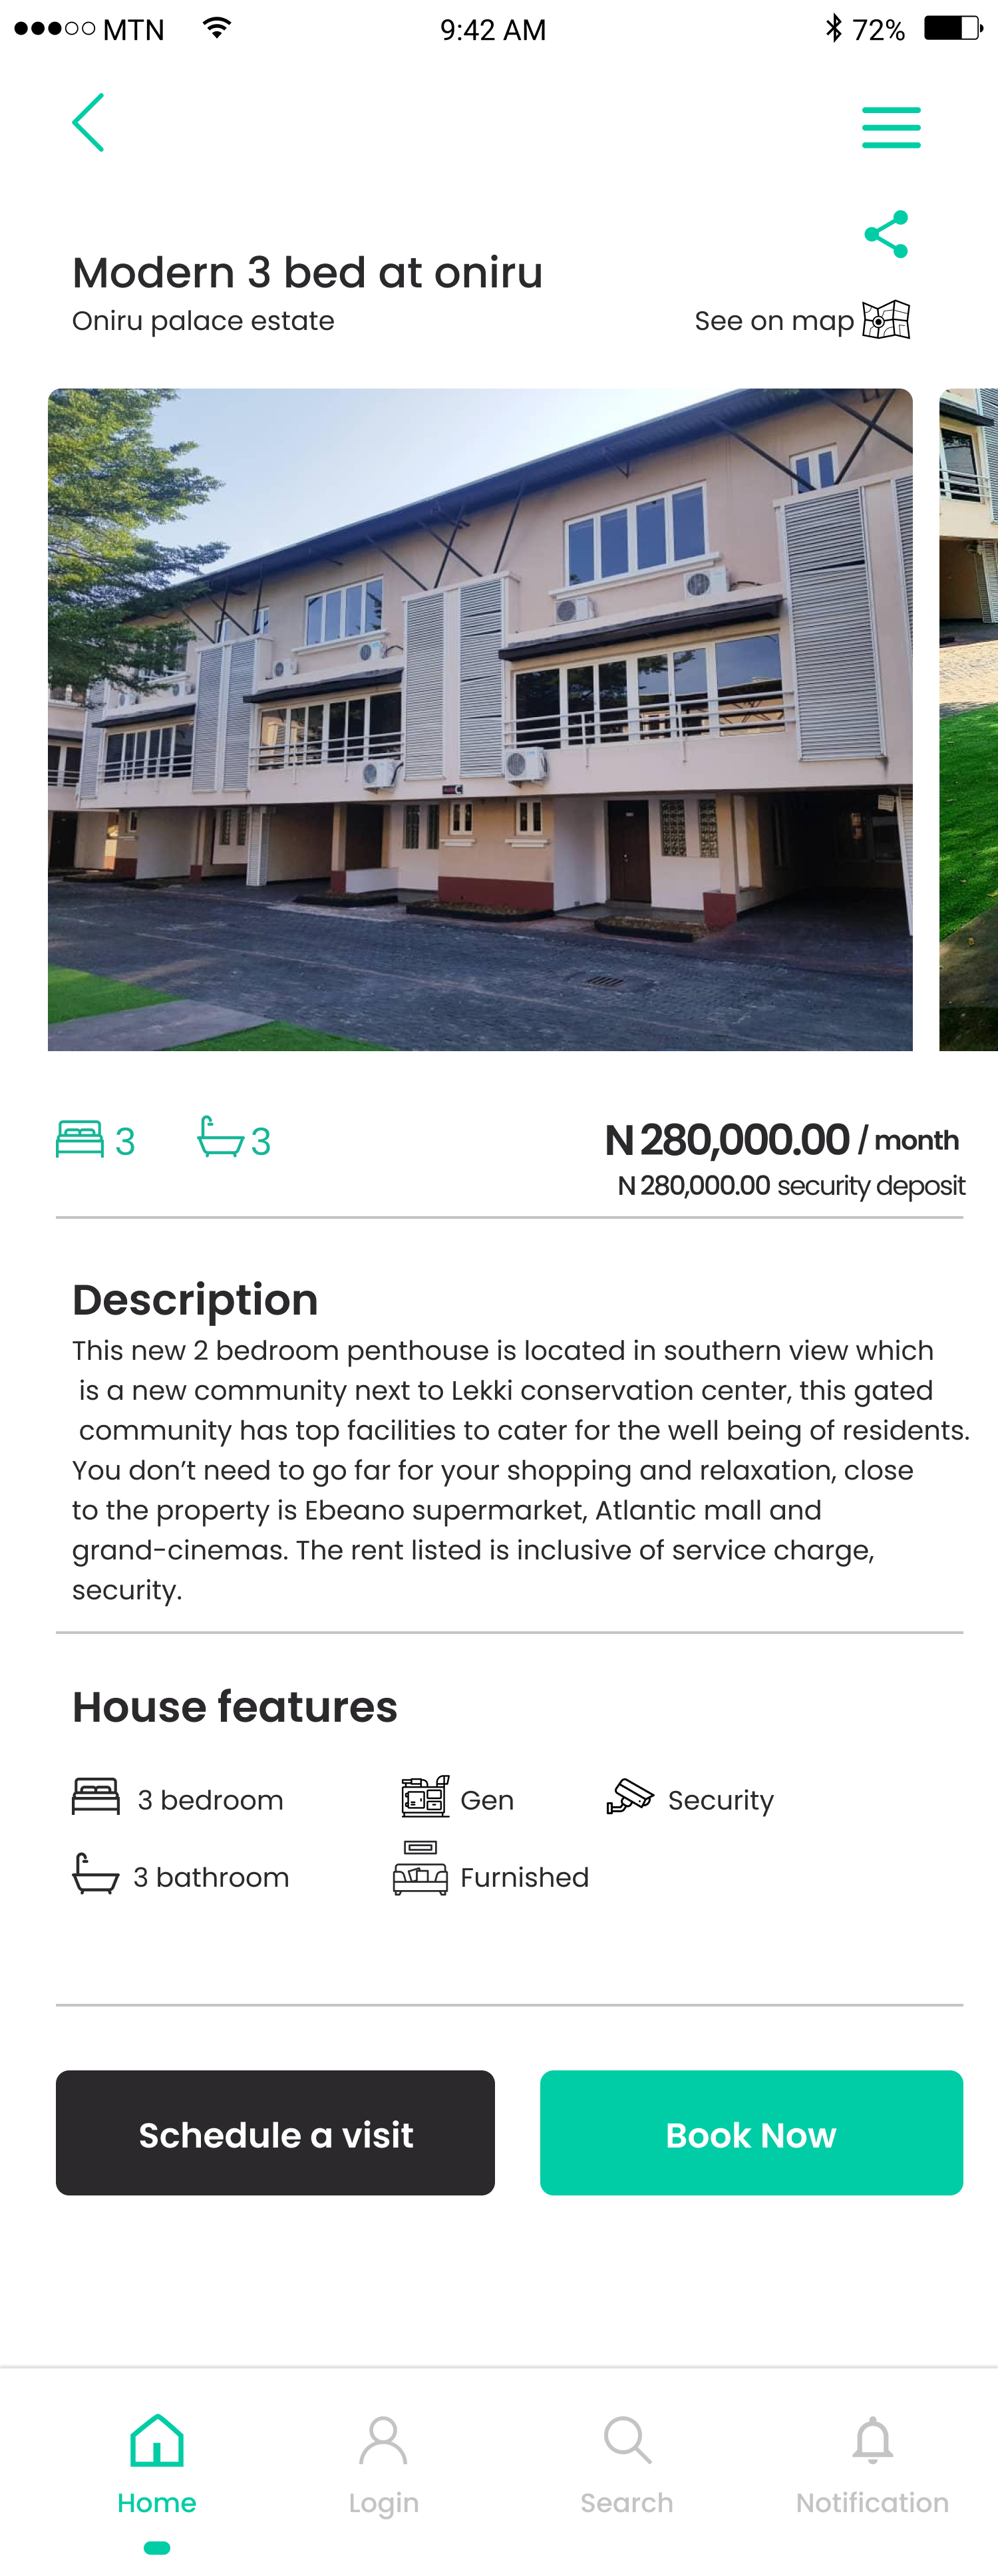 MTN 9:42 AM 72%
Modern 3 bed at oniru
Oniru palace estate See on map
3 3 N 280,000.00 / month
N 280,000.00 security deposit
Description
This new 2 bedroom penthouse is located in southern view which
is a new community next to Lekki conservation center, this gated
community has top facilities to cater for the well being of residents.
You don’t need to go far for your shopping and relaxation, close
to the property is Ebeano supermarket, Atlantic mall and
grand-cinemas. The rent listed is inclusive of service charge,
security.
House features
3 bedroom Gen Security
3 bathroom Furnished
Schedule a visit Book Now
Home Login Search Notification